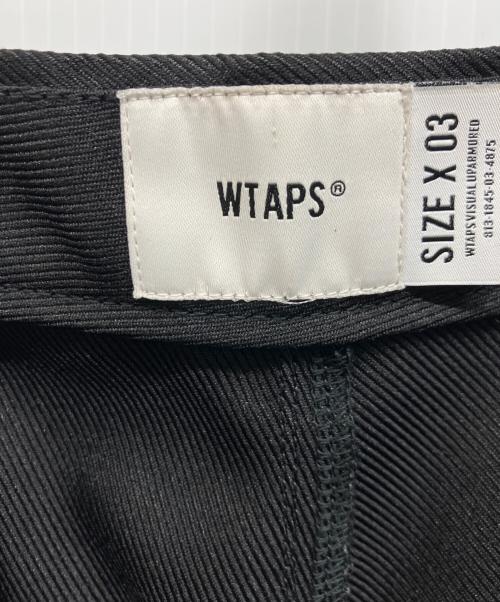 WTAPS®
SIZE X 03
WTAPSVISUALUPARMORED
813-1845-03-4875